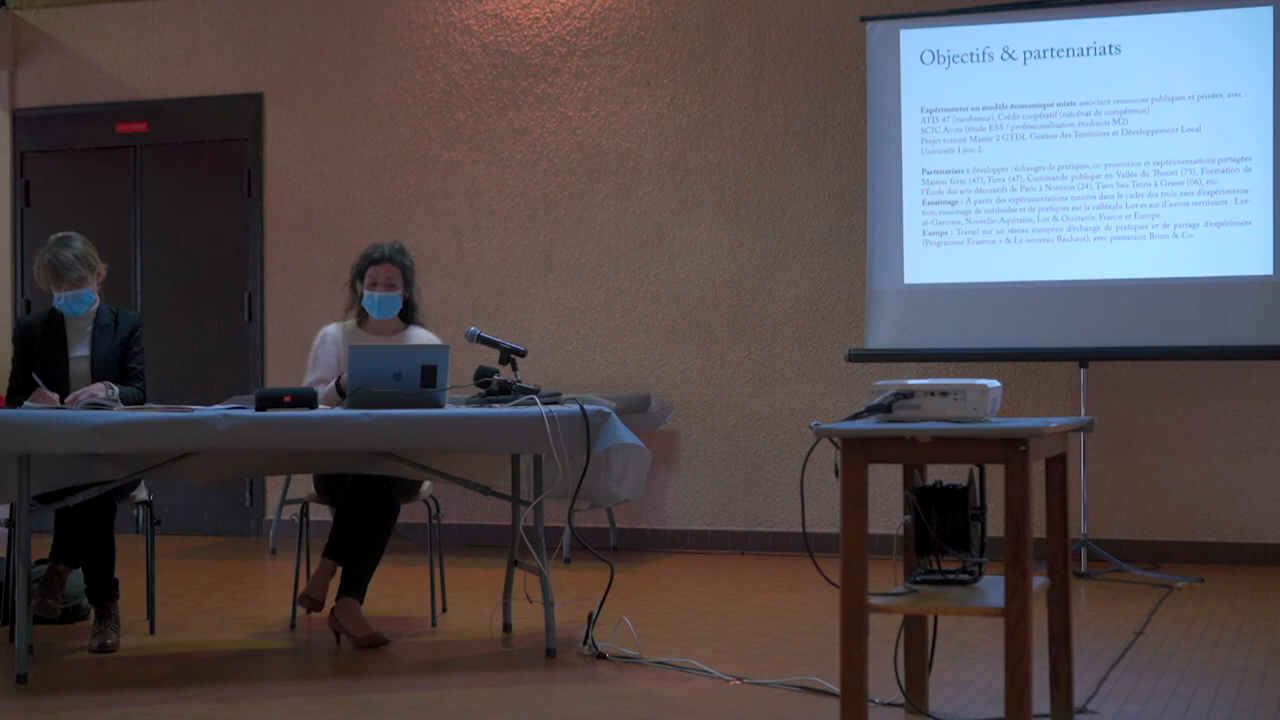 Objectifs & partenariats
Expérimenter un modèle économique mixte associant ressources publiques et privées, avec :
ATIS 47 (incubateur), Crédit coopératif (mécénat de compétence)
SCIC Acces (étude ESS / professionalisation étudiants M2)
Projet tutoré Master 2 GTDL Gestion des Territoires et Développement Local
Université Lyon 2.
Partenariats à développer : échanges de pratiques, co-promotion et expérimentations partagées
Maison forte (47), Terra (47), Commande publique en Vallée du Thouet (79), Formation de
l'École des arts décoratifs de Paris à Nontron (24), Tiers lieu Tetris à Grasse (06), etc.
Essaimage : À partir des expérimentations menées dans le cadre des trois axes d'expérimenta-
tion, essaimage de méthodes et de pratiques sur la vallée du Lot et sur d'autres territoires : Lot-
et-Garonne, Nouvelle-Aquitaine, Lot & Occitanie, France et Europe.
Europe : Travail sur un réseau européen d'échange de pratiques et de partage d'expériences
(Programme Erasmus + & Le nouveau Bauhaus), avec prestataire Brum & Co.